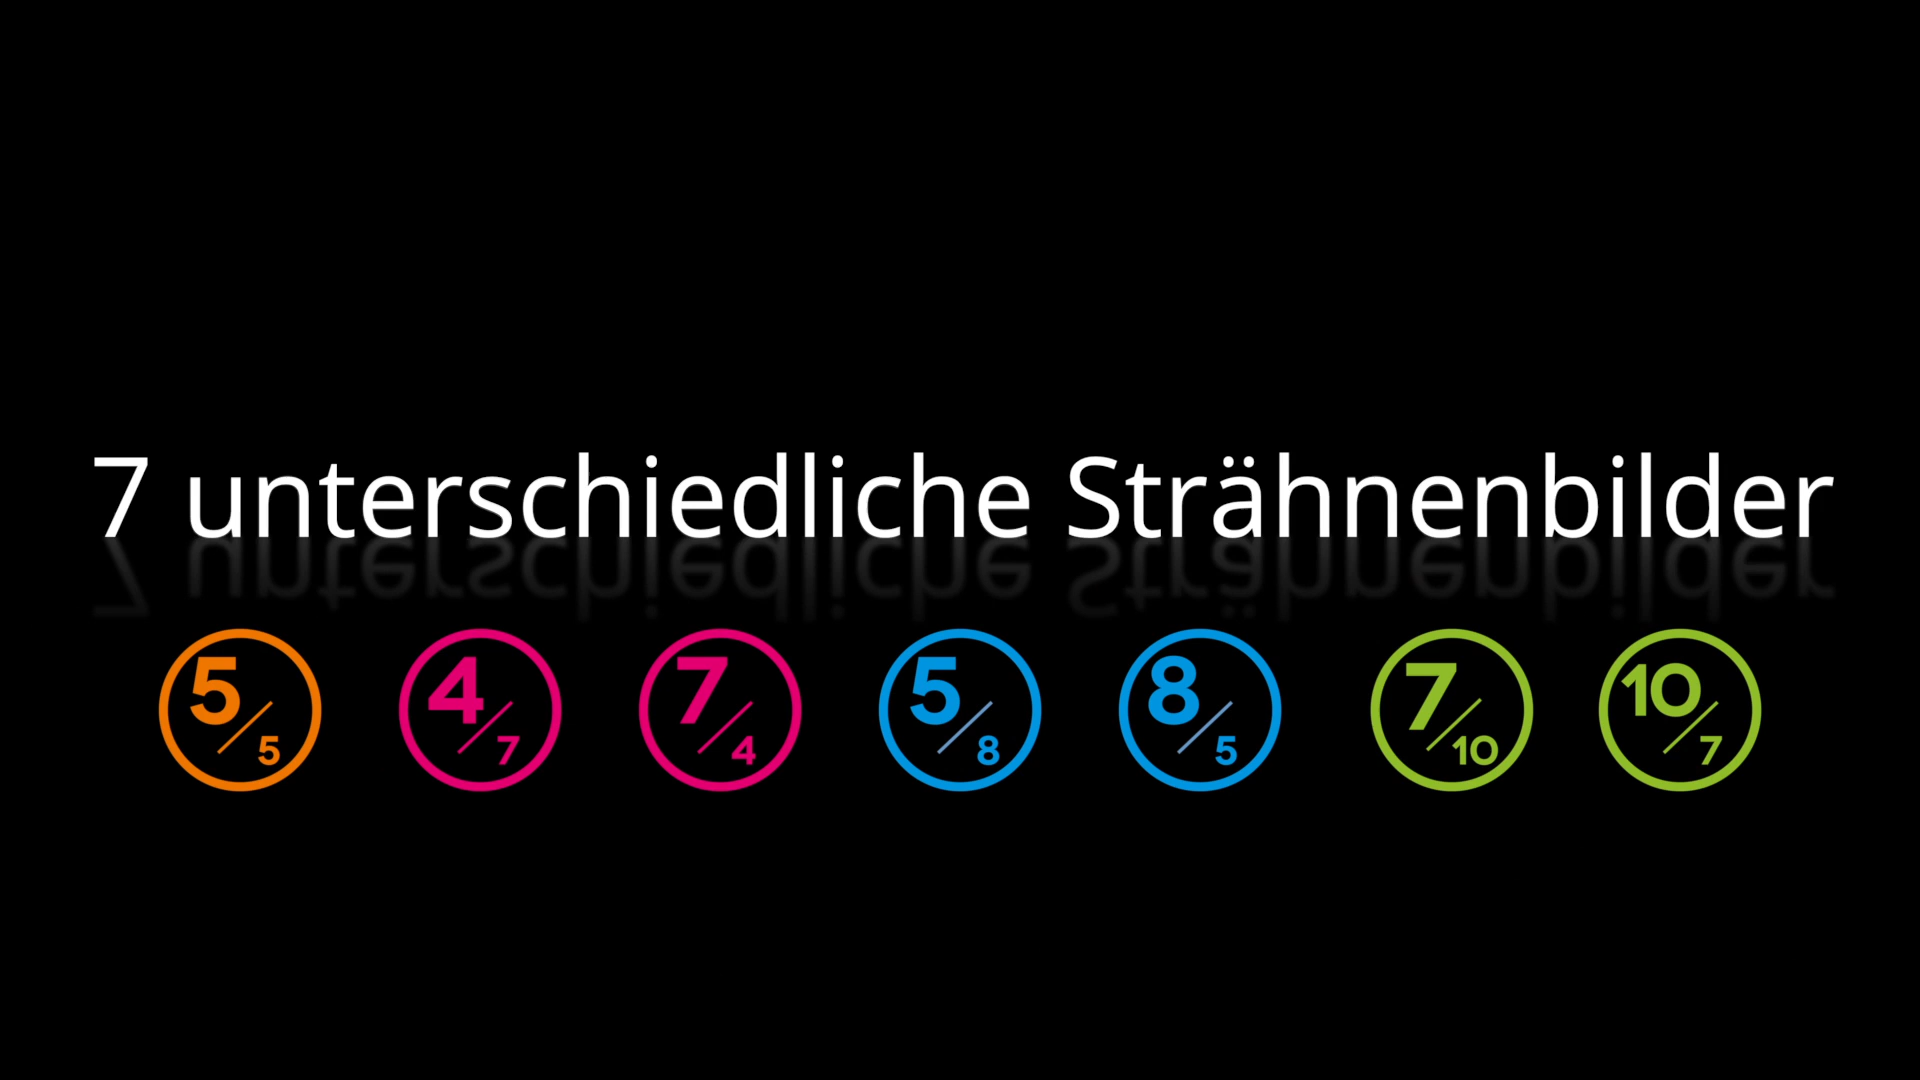 7 unterschiedliche Strähnenbilder
5/5 4/7 7/4 5/8 8/5 7/10 10/7